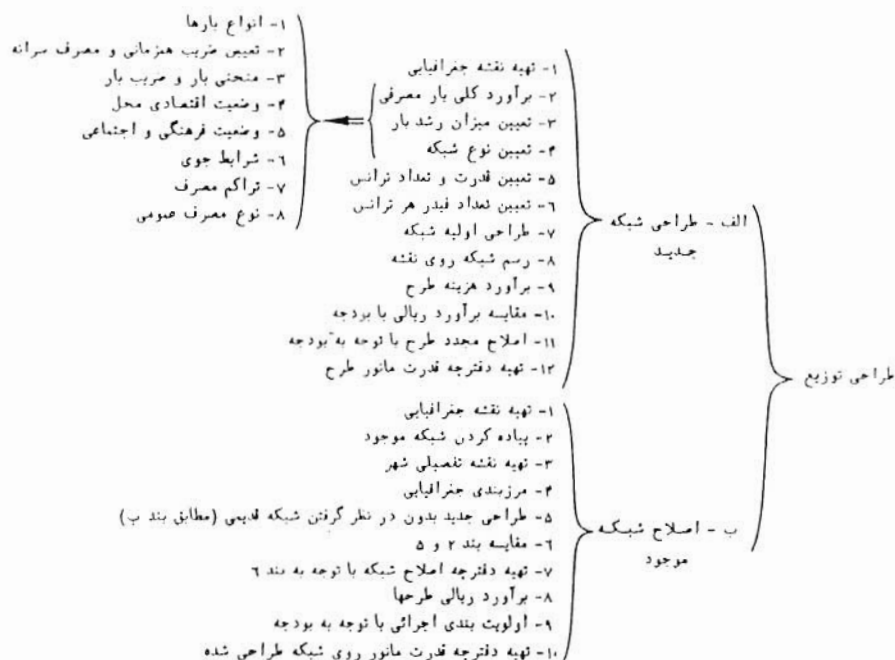 طراحی توزیع
الف - طراحی شبکه
جدید
۱- تهیه نقشه جغرافیایی
۲- برآورد کلی بار مصرفی
۳- تعیین میزان رشد بار
۴- تعیین نوع شبکه
۵- تعیین قدرت و تعداد ترانس
۶- تعیین تعداد فیدر هر ترانس
۷- طراحی اولیه شبکه
۸- رسم شبکه روی نقشه
۹- برآورد هزینه طرح
۱۰- مقایسه برآورد ریالی با بودجه
۱۱- اصلاح مجدد طرح با توجه به بودجه
۱۲- تهیه دفترچه قدرت مانور طرح
۱- انواع بارها
۲- تعیین ضریب همزمانی و مصرف سرانه
۳- منحنی بار و ضریب بار
۴- وضعیت اقتصادی محل
۵- وضعیت فرهنگی و اجتماعی
۶- شرایط جوی
۷- تراکم مصرف
۸- نوع مصرف عمومی
ب - اصلاح شبکه
موجود
۱- تهیه نقشه جغرافیایی
۲- پیاده کردن شبکه موجود
۳- تهیه نقشه تفصیلی شهر
۴- مرزبندی جغرافیایی
۵- طراحی جدید بدون در نظر گرفتن شبکه قدیمی (مطابق بند ب)
۶- مقایسه بند ۲ و ۵
۷- تهیه دفترچه اصلاح شبکه با توجه به بند ۶
۸- برآورد ریالی طرحها
۹- اولویت بندی اجرائی با توجه به بودجه
۱۰- تهیه دفترچه قدرت مانور روی شبکه طراحی شده